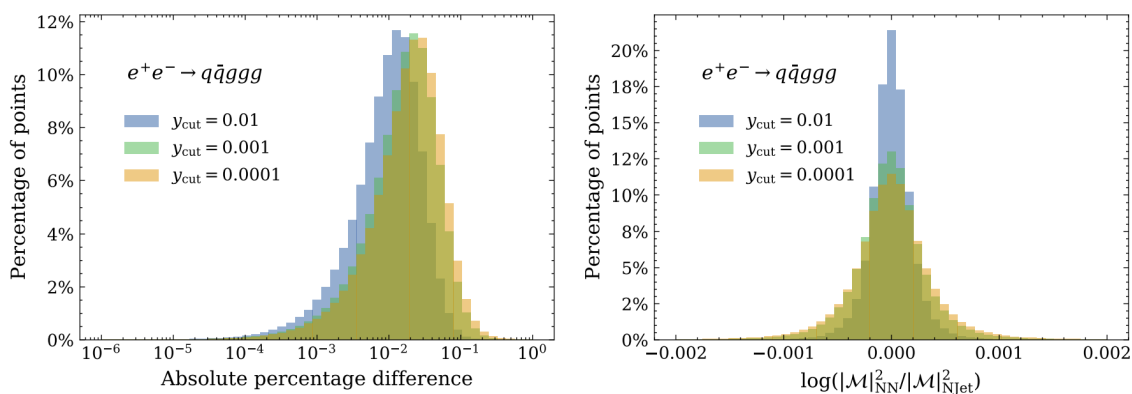 12%
10%
8%
6%
4%
2%
0%
Percentage of points
e⁺e⁻ → qq̄ggg
y_cut = 0.01
y_cut = 0.001
y_cut = 0.0001
10⁻⁶ 10⁻⁵ 10⁻⁴ 10⁻³ 10⁻² 10⁻¹ 10⁰
Absolute percentage difference
20%
18%
15%
12%
10%
8%
5%
2%
0%
Percentage of points
e⁺e⁻ → qq̄ggg
y_cut = 0.01
y_cut = 0.001
y_cut = 0.0001
−0.002 −0.001 0.000 0.001 0.002
log(|ℳ|²_NN/|ℳ|²_NJet)